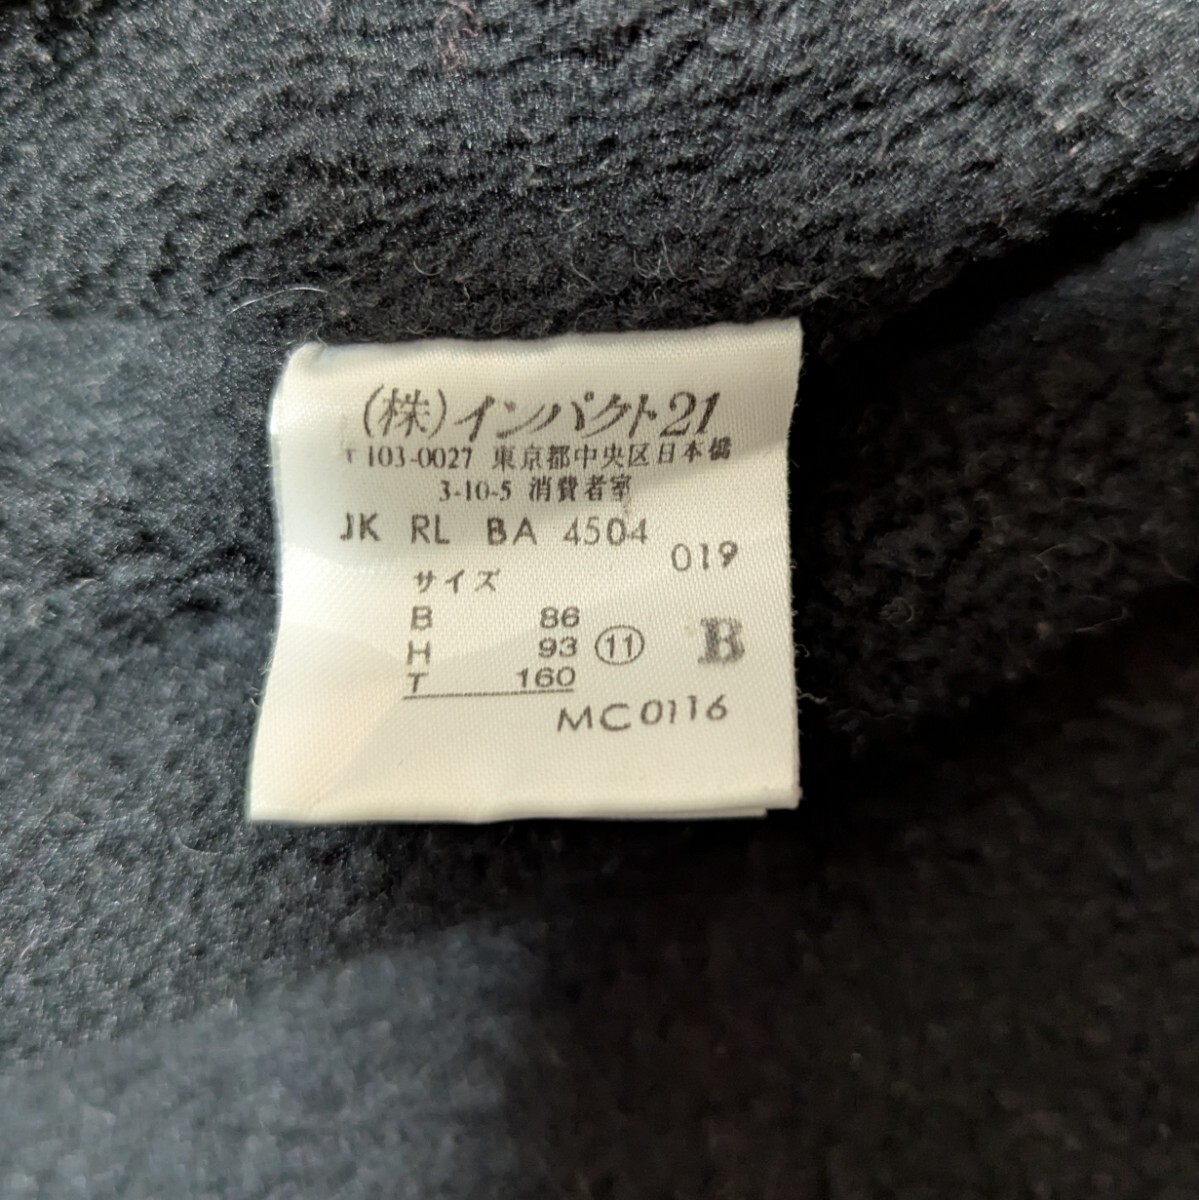 (株)インパクト21
〒103-0027 東京都中央区日本橋
3-10-5 消費者室
JK RL BA 4504
019
サイズ
B 86
H 93 ⑪ B
T 160
MC0116